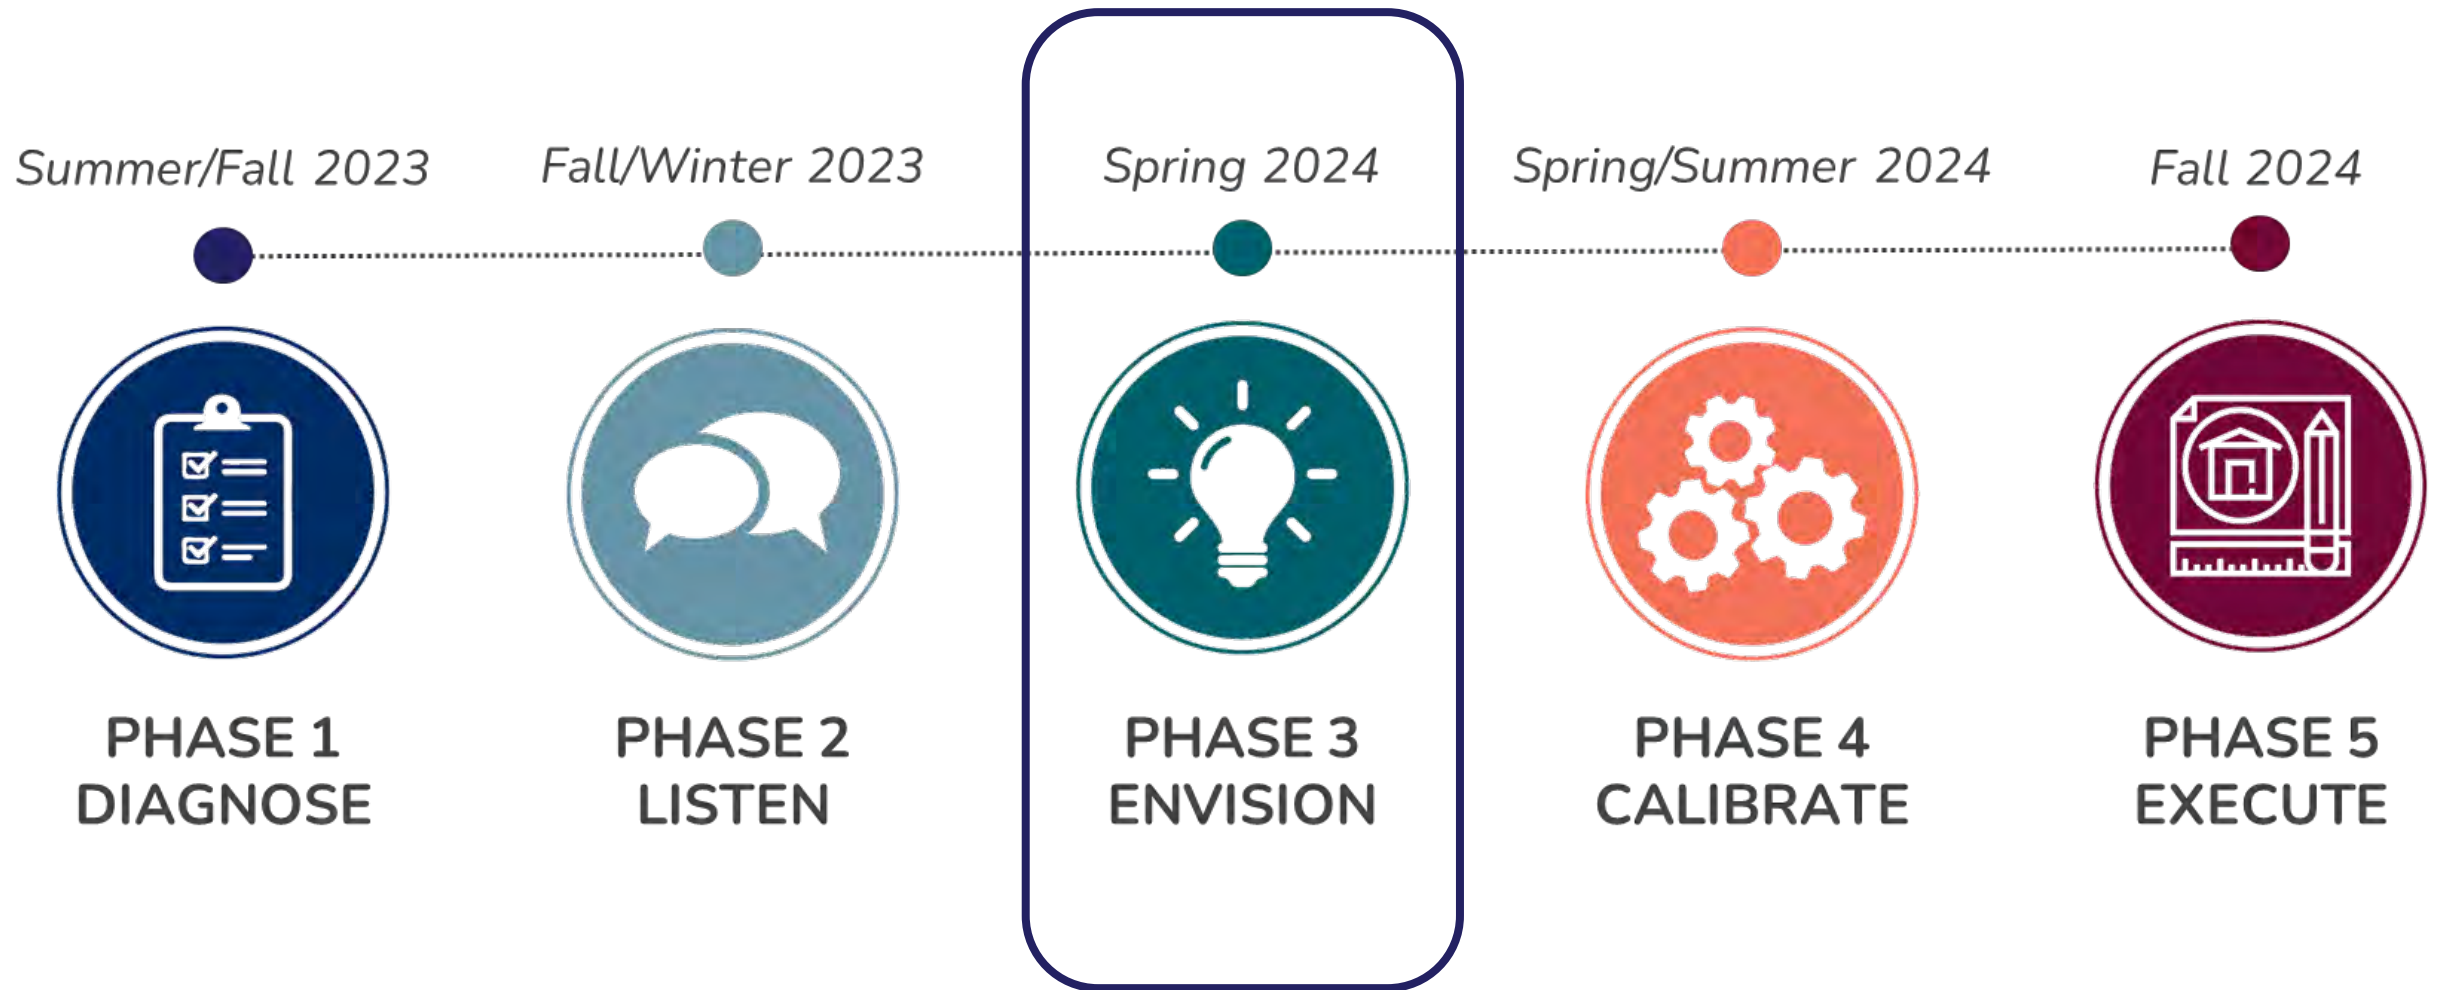 Summer/Fall 2023
Fall/Winter 2023
Spring 2024
Spring/Summer 2024
Fall 2024
PHASE 1
DIAGNOSE
PHASE 2
LISTEN
PHASE 3
ENVISION
PHASE 4
CALIBRATE
PHASE 5
EXECUTE